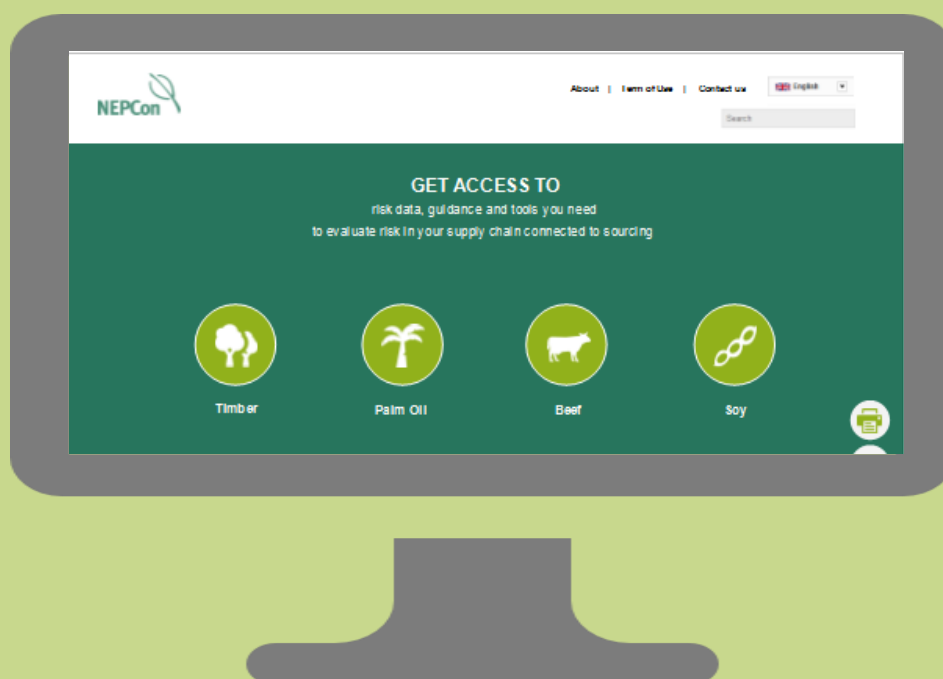 NEPCon
About | Term of Use | Contact us
English
Search
GET ACCESS TO
risk data, guidance and tools you need
to evaluate risk in your supply chain connected to sourcing
Timber Palm Oil Beef Soy